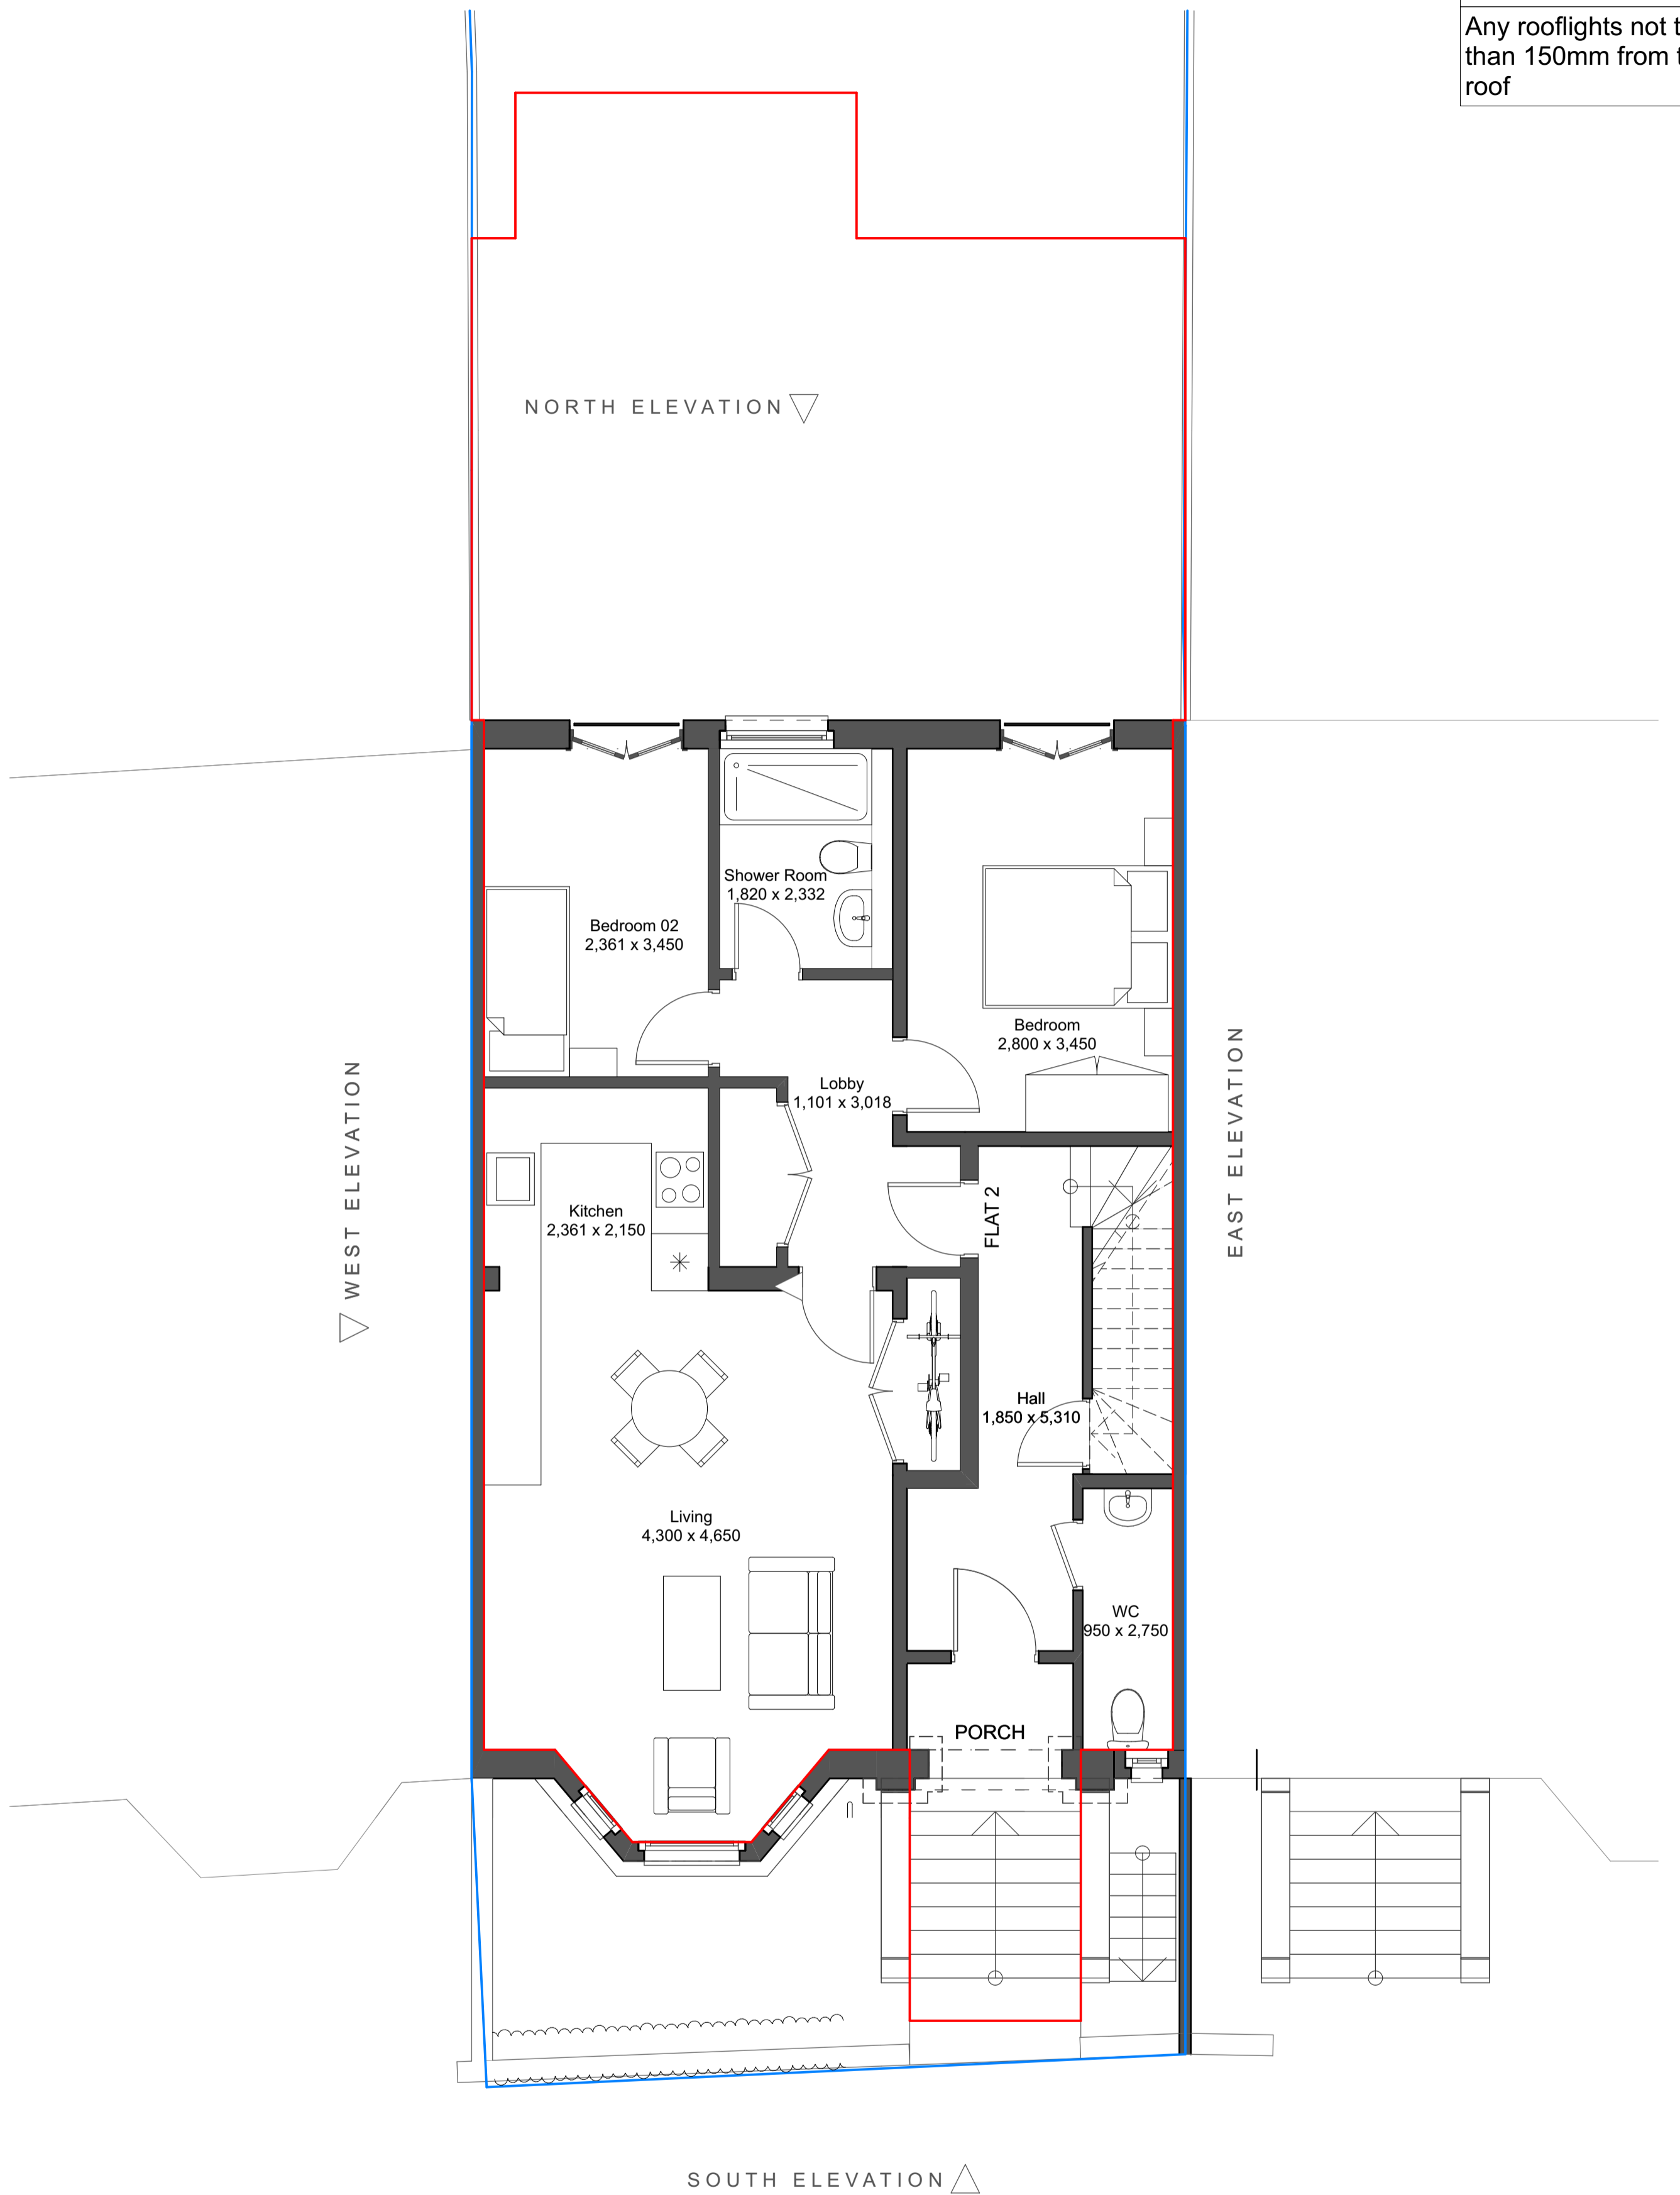 Any rooflights not t
than 150mm from t
roof
NORTH ELEVATION
Shower Room
1,820 x 2,332
Bedroom 02
2,361 x 3,450
Bedroom
2,800 x 3,450
Lobby
1,101 x 3,018
WEST ELEVATION
EAST ELEVATION
FLAT 2
Kitchen
2,361 x 2,150
Hall
1,850 x 5,310
Living
4,300 x 4,650
WC
950 x 2,750
PORCH
SOUTH ELEVATION